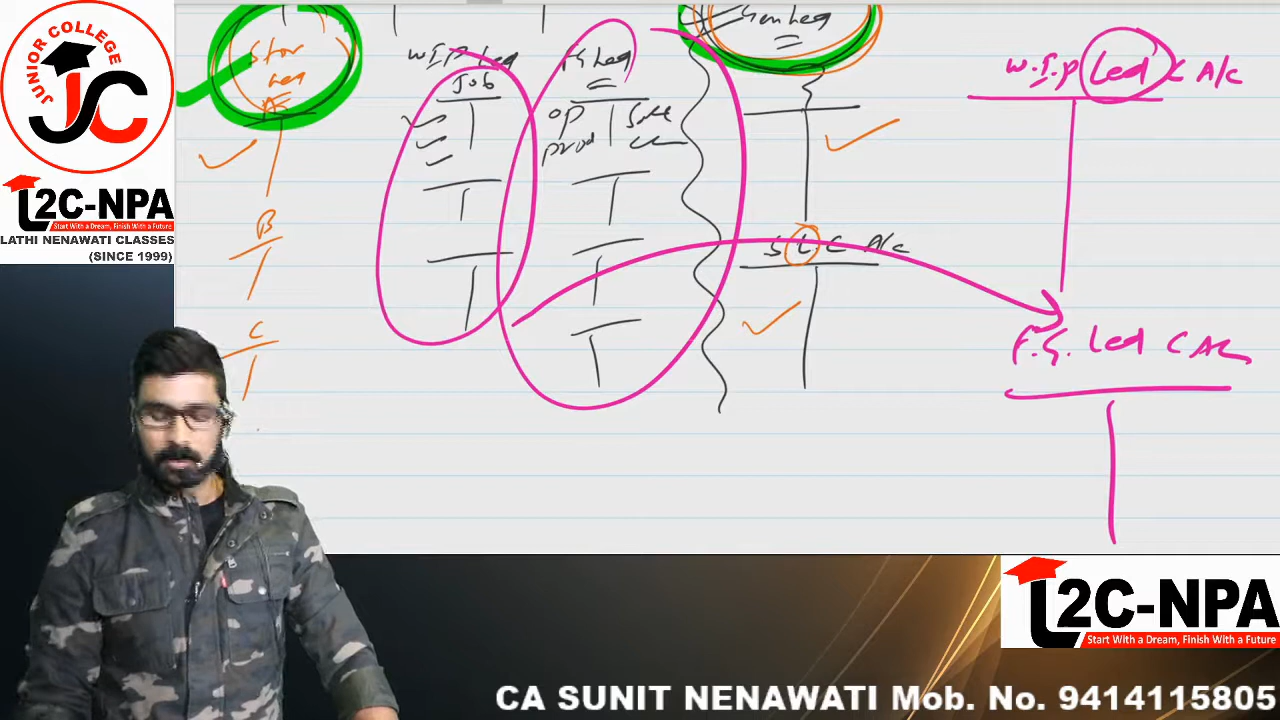 JUNIOR COLLEGE
JC
L2C-NPA
Start With a Dream, Finish With a Future
LATHI NENAWATI CLASSES
(SINCE 1999)
Stor
Led
A
B
C
W.I.P Led
Job
F.G Led
OP
Sale
Prod
Gen Led
S L C A/c
W.I.P Led C A/c
F.G. Led C A/c
L2C-NPA
Start With a Dream, Finish With a Future
CA SUNIT NENAWATI Mob. No. 9414115805